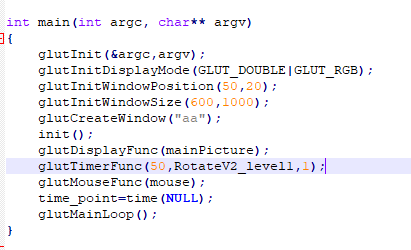 int main(int argc, char** argv)
{
glutInit(&argc,argv);
glutInitDisplayMode(GLUT_DOUBLE|GLUT_RGB);
glutInitWindowPosition(50,20);
glutInitWindowSize(600,1000);
glutCreateWindow("aa");
init();
glutDisplayFunc(mainPicture);
glutTimerFunc(50,RotateV2_level1,1);
glutMouseFunc(mouse);
time_point=time(NULL);
glutMainLoop();
}